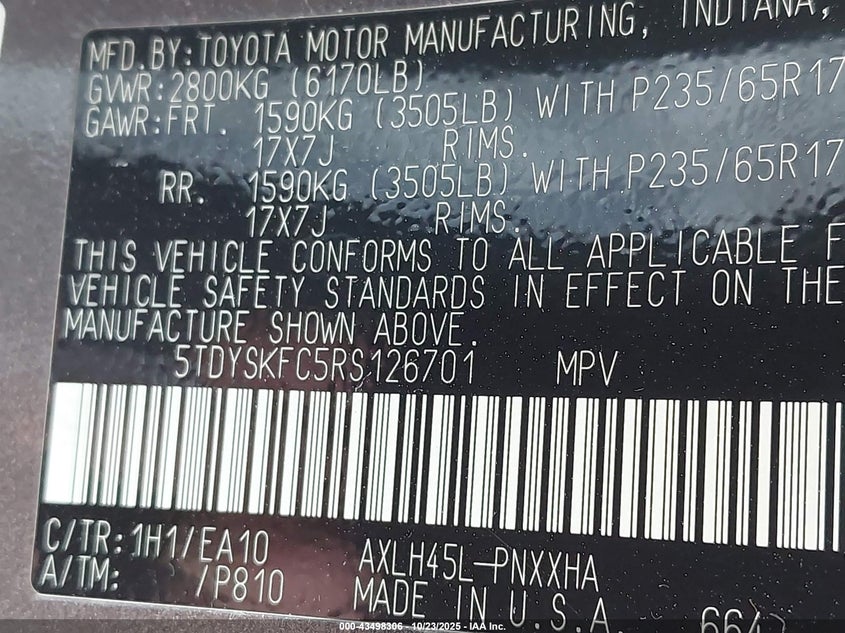 MFD.BY:TOYOTA MOTOR MANUFACTURING, INDIANA,
GVWR:2800KG (6170LB)
GAWR:FRT. 1590KG (3505LB) WITH P235/65R17
17X7J RIMS.
RR. 1590KG (3505LB) WITH P235/65R17
17X7J RIMS.
THIS VEHICLE CONFORMS TO ALL APPLICABLE F
VEHICLE SAFETY STANDARDS IN EFFECT ON THE
MANUFACTURE SHOWN ABOVE.
5TDYSKFC5RS126701 MPV
C/TR:1H1/EA10 AXLH45L-PNXXHA
A/TM: /P810 MADE IN U.S.A.
000-43498306 - 10/23/2025 - IAA Inc.